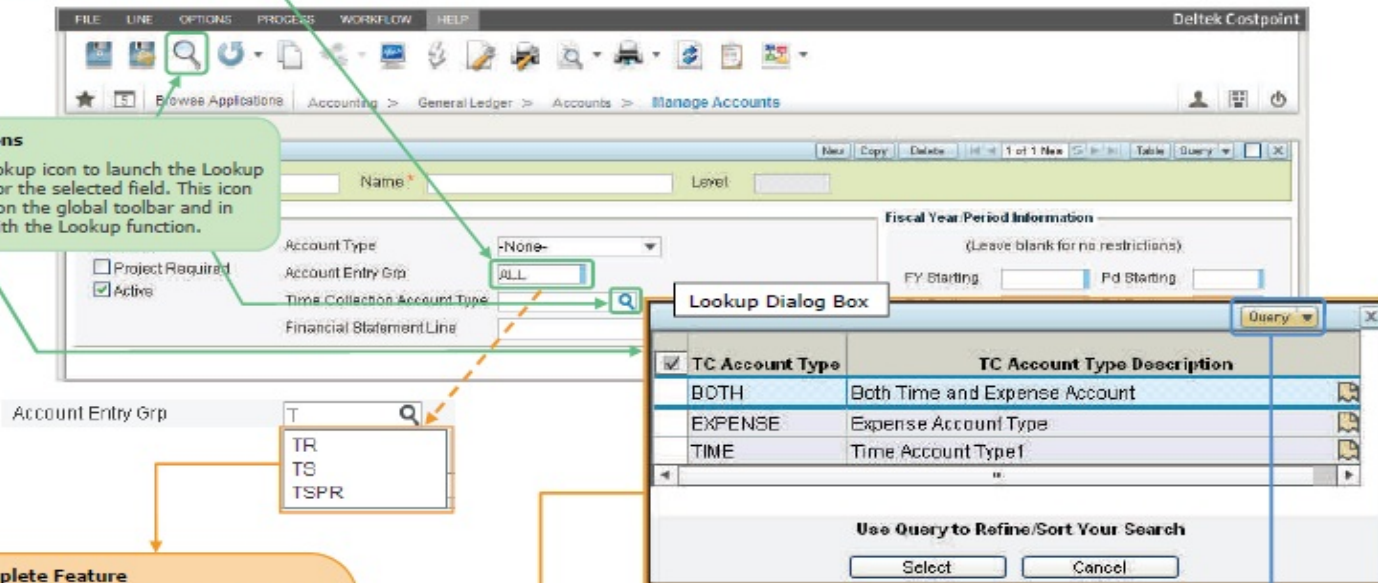 FILE LINE OPTIONS PROCESS WORKFLOW HELP Deltek Costpoint
Browse Applications Accounting > General Ledger > Accounts > Manage Accounts
New Copy Delete 1 of 1 New Table Query
Name * Level
ons
okup icon to launch the Lookup
or the selected field. This icon
on the global toolbar and in
ith the Lookup function.
Fiscal Year/Period Information
(Leave blank for no restrictions)
Account Type -None-
Project Required Account Entry Grp ALL FY Starting Pd Starting
Active Time Collection Account Type
Financial Statement Line
Lookup Dialog Box
Query
TC Account Type TC Account Type Description
BOTH Both Time and Expense Account
EXPENSE Expense Account Type
TIME Time Account Type1
Account Entry Grp T
TR
TS
TSPR
Use Query to Refine/Sort Your Search
Select Cancel
plete Feature